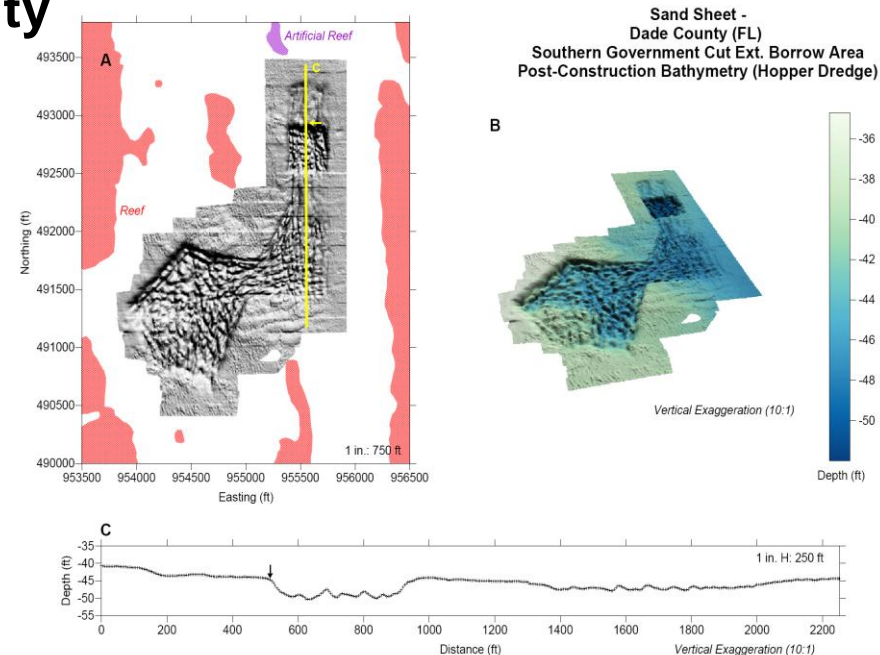 ty
Sand Sheet -
Dade County (FL)
Southern Government Cut Ext. Borrow Area
Post-Construction Bathymetry (Hopper Dredge)
A
Artificial Reef
C
Reef
Northing (ft)
493500
493000
492500
492000
491500
491000
490500
490000
1 in.: 750 ft
953500 954000 954500 955000 955500 956000 956500
Easting (ft)
B
-36
-38
-40
-42
-44
-46
-48
-50
Depth (ft)
Vertical Exaggeration (10:1)
C
Depth (ft)
-35
-40
-45
-50
-55
1 in. H: 250 ft
0 200 400 600 800 1000 1200 1400 1600 1800 2000 2200
Distance (ft)
Vertical Exaggeration (10:1)